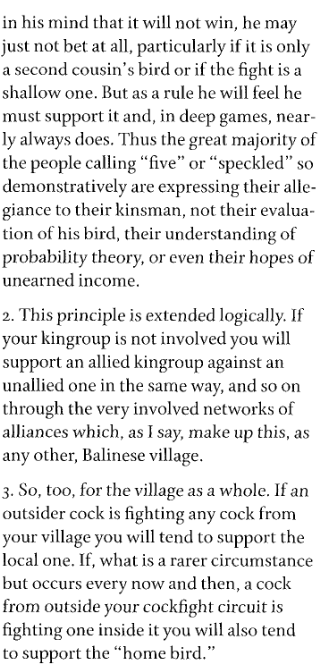 in his mind that it will not win, he may
just not bet at all, particularly if it is only
a second cousin's bird or if the fight is a
shallow one. But as a rule he will feel he
must support it and, in deep games, near-
ly always does. Thus the great majority of
the people calling “five” or “speckled” so
demonstratively are expressing their alle-
giance to their kinsman, not their evalua-
tion of his bird, their understanding of
probability theory, or even their hopes of
unearned income.
2. This principle is extended logically. If
your kingroup is not involved you will
support an allied kingroup against an
unallied one in the same way, and so on
through the very involved networks of
alliances which, as I say, make up this, as
any other, Balinese village.
3. So, too, for the village as a whole. If an
outsider cock is fighting any cock from
your village you will tend to support the
local one. If, what is a rarer circumstance
but occurs every now and then, a cock
from outside your cockfight circuit is
fighting one inside it you will also tend
to support the “home bird.”